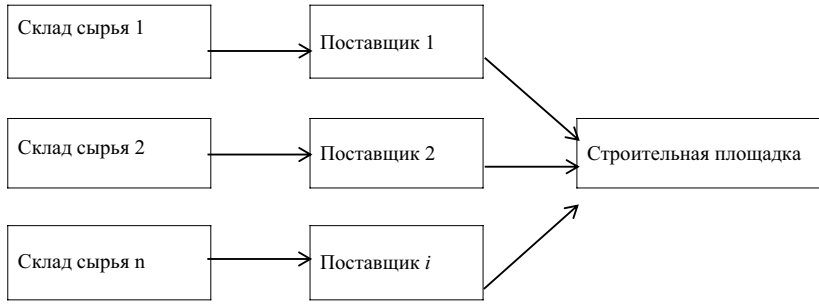 Склад сырья 1
Поставщик 1
Склад сырья 2
Поставщик 2
Строительная площадка
Склад сырья n
Поставщик i